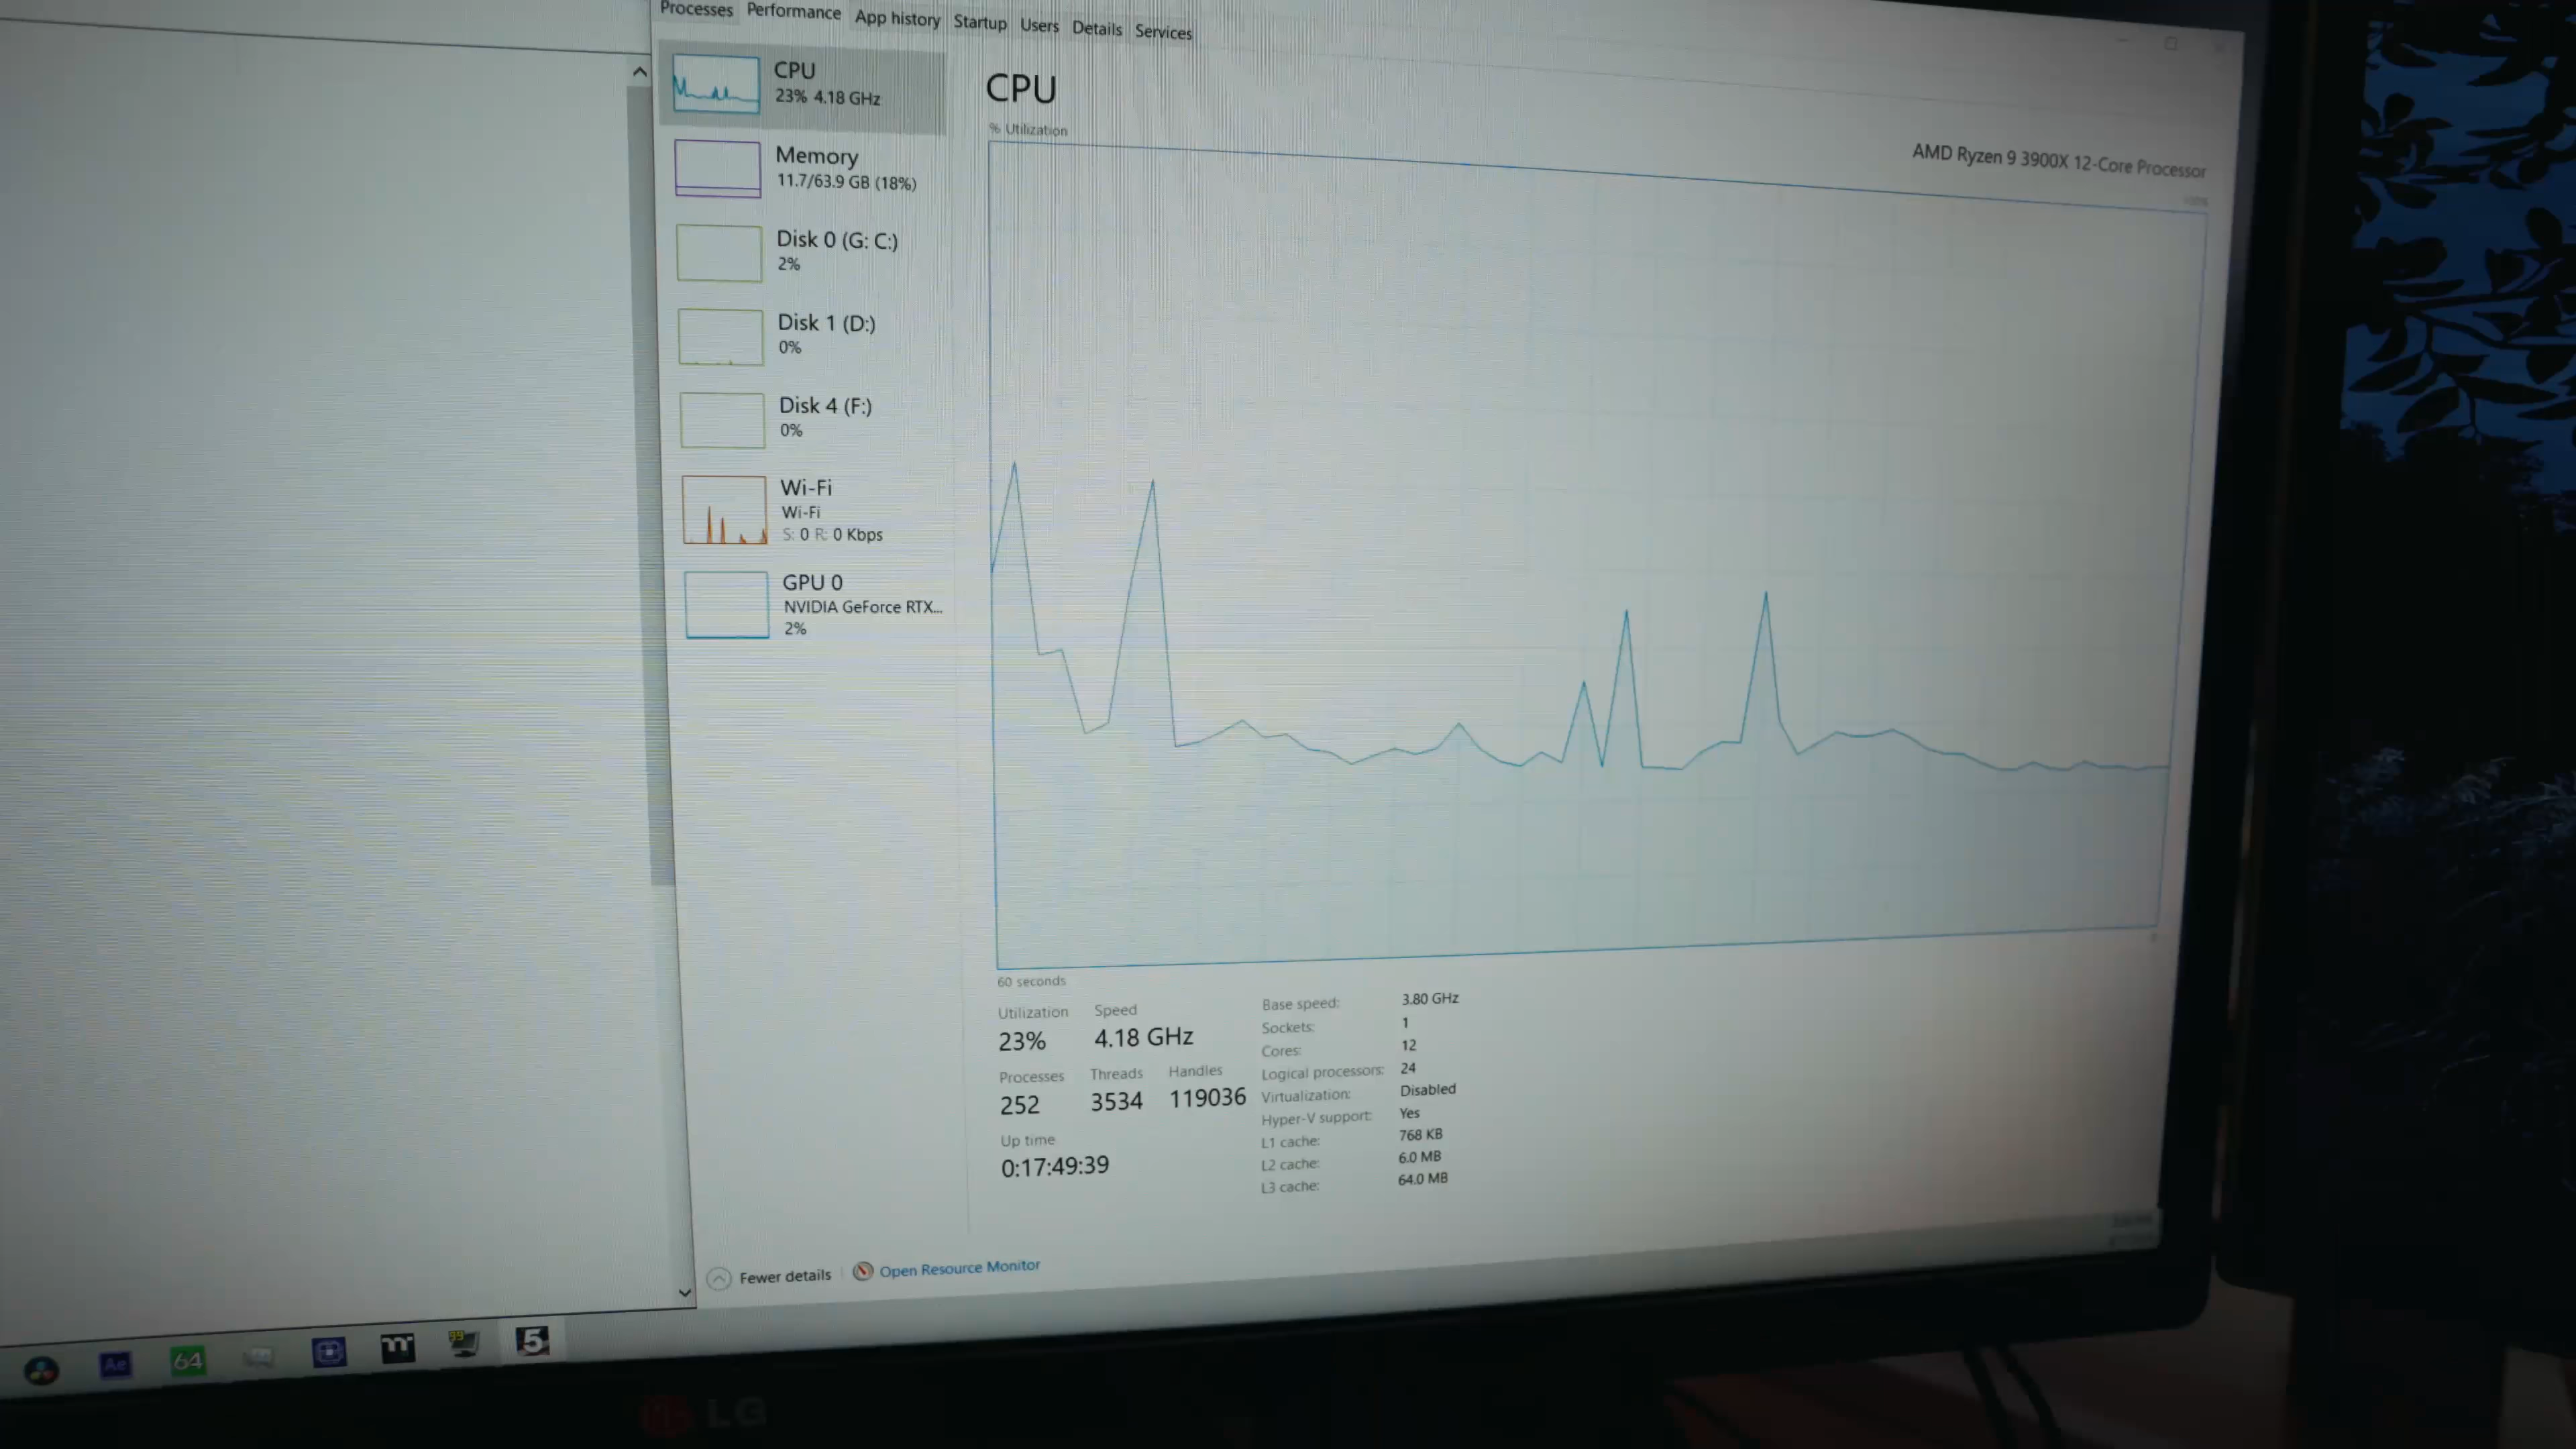 Processes Performance App history Startup Users Details Services
CPU
23% 4.18 GHz
Memory
11.7/63.9 GB (18%)
Disk 0 (G: C:)
2%
Disk 1 (D:)
0%
Disk 4 (F:)
0%
Wi-Fi
Wi-Fi
S: 0 R: 0 Kbps
GPU 0
NVIDIA GeForce RTX...
2%
CPU
AMD Ryzen 9 3900X 12-Core Processor
% Utilization
100%
60 seconds
0
Utilization Speed
23% 4.18 GHz
Processes Threads Handles
252 3534 119036
Up time
0:17:49:39
Base speed: 3.80 GHz
Sockets: 1
Cores: 12
Logical processors: 24
Virtualization: Disabled
Hyper-V support: Yes
L1 cache: 768 KB
L2 cache: 6.0 MB
L3 cache: 64.0 MB
Fewer details Open Resource Monitor
Ae 64 99 5
LG